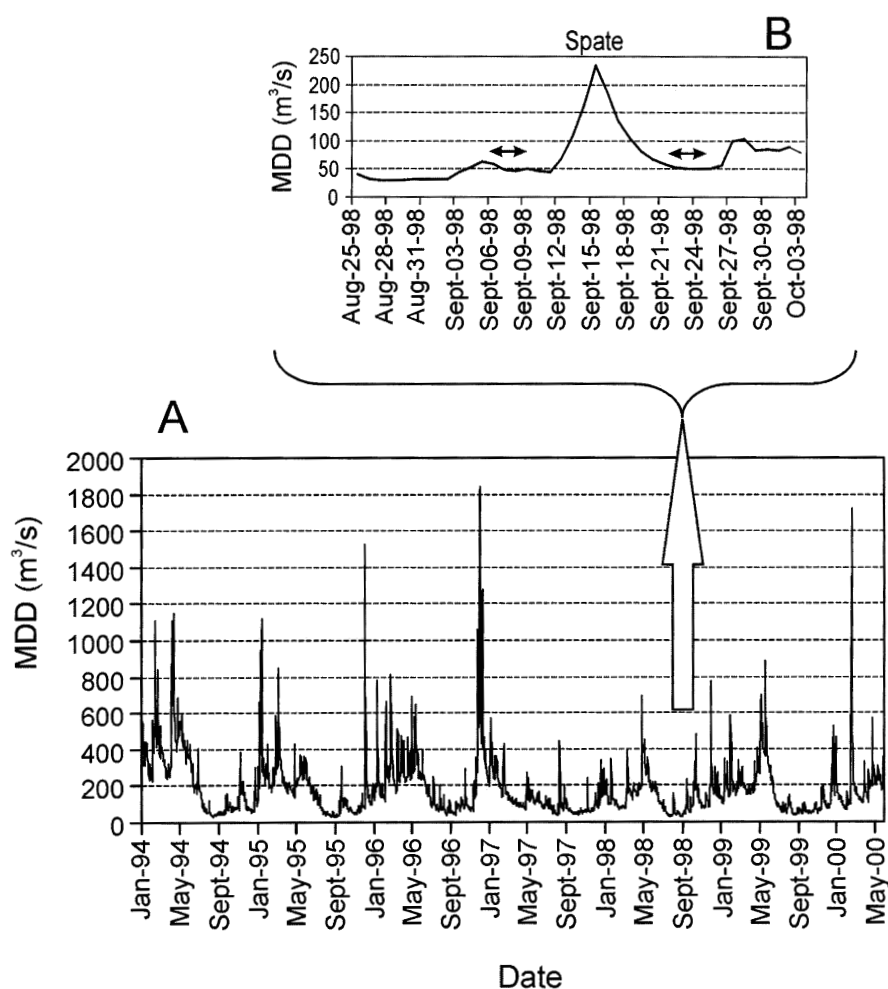 B
Spate
MDD (m³/s)
250
200
150
100
50
0
Aug-25-98
Aug-28-98
Aug-31-98
Sept-03-98
Sept-06-98
Sept-09-98
Sept-12-98
Sept-15-98
Sept-18-98
Sept-21-98
Sept-24-98
Sept-27-98
Sept-30-98
Oct-03-98
A
MDD (m³/s)
2000
1800
1600
1400
1200
1000
800
600
400
200
0
Jan-94
May-94
Sept-94
Jan-95
May-95
Sept-95
Jan-96
May-96
Sept-96
Jan-97
May-97
Sept-97
Jan-98
May-98
Sept-98
Jan-99
May-99
Sept-99
Jan-00
May-00
Date